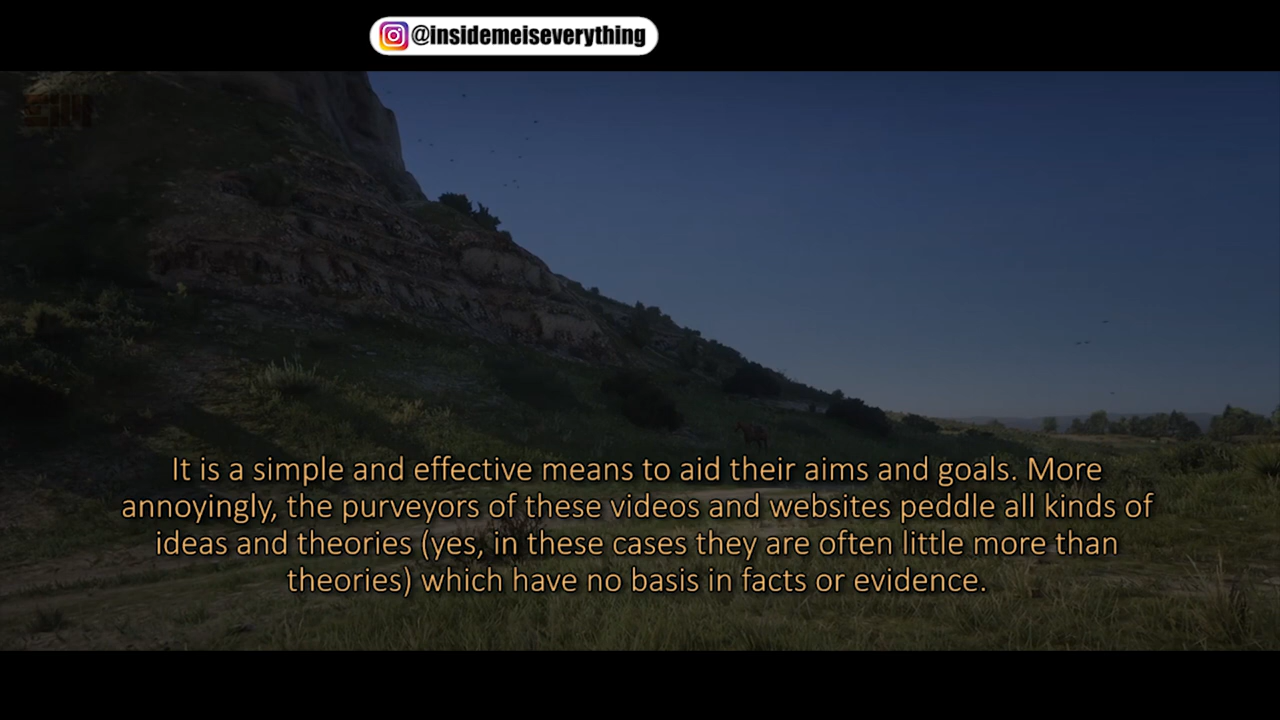 @insidemeiseverything
It is a simple and effective means to aid their aims and goals. More
annoyingly, the purveyors of these videos and websites peddle all kinds of
ideas and theories (yes, in these cases they are often little more than
theories) which have no basis in facts or evidence.